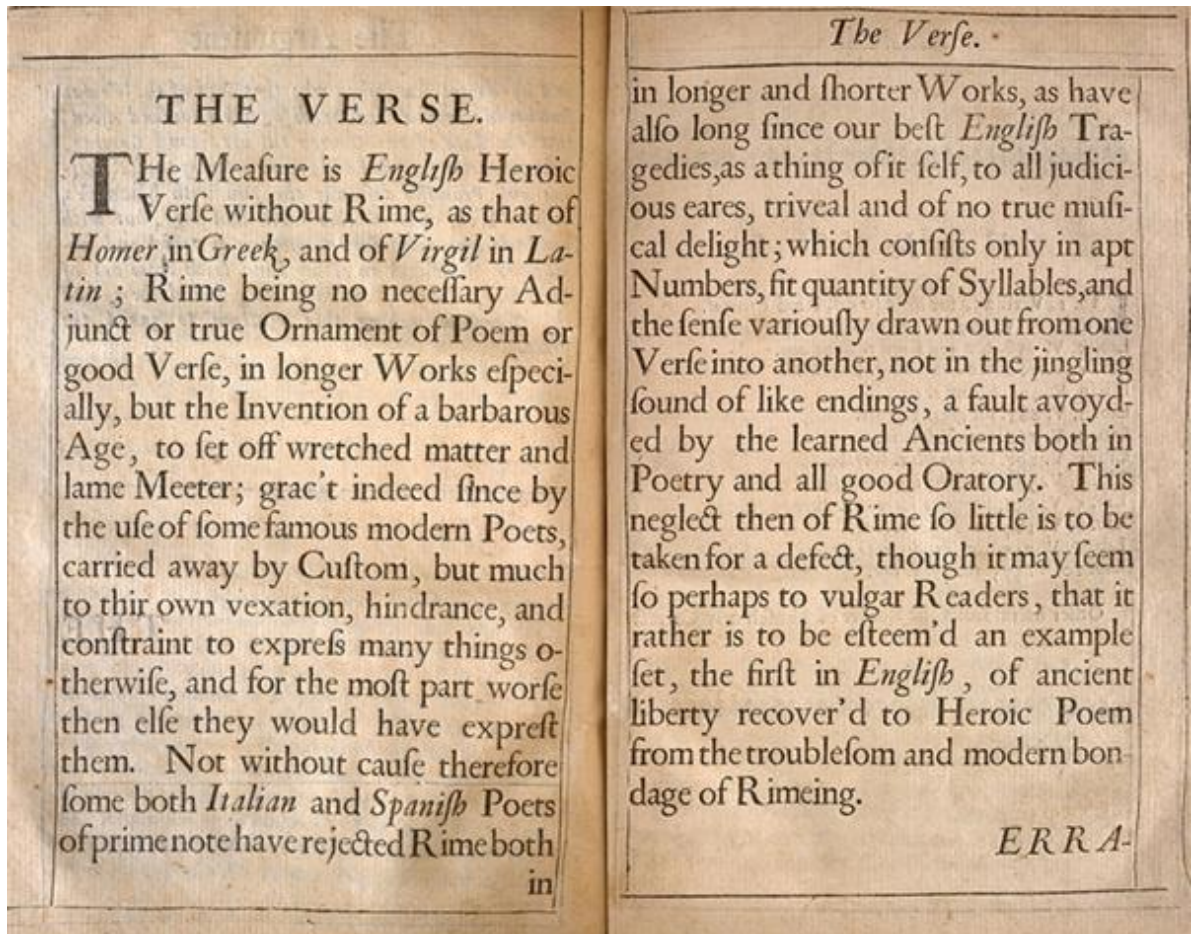 THE VERSE.
THe Meaſure is Engliſh Heroic
Verſe without Rime, as that of
Homer in Greek, and of Virgil in La-
tin; Rime being no neceſſary Ad-
junct or true Ornament of Poem or
good Verſe, in longer Works eſpeci-
ally, but the Invention of a barbarous
Age, to ſet off wretched matter and
lame Meeter; grac't indeed ſince by
the uſe of ſome famous modern Poets,
carried away by Cuſtom, but much
to thir own vexation, hindrance, and
conſtraint to expreſs many things o-
therwiſe, and for the moſt part worſe
then elſe they would have expreſt
them. Not without cauſe therefore
ſome both Italian and Spaniſh Poets
of prime note have rejected Rime both
in
The Verſe.
in longer and ſhorter Works, as have
alſo long ſince our beſt Engliſh Tra-
gedies, as a thing of it ſelf, to all judici-
ous eares, triveal and of no true muſi-
cal delight; which conſiſts only in apt
Numbers, fit quantity of Syllables, and
the ſenſe variouſly drawn out from one
Verſe into another, not in the jingling
ſound of like endings, a fault avoyd-
ed by the learned Ancients both in
Poetry and all good Oratory. This
neglect then of Rime ſo little is to be
taken for a defect, though it may ſeem
ſo perhaps to vulgar Readers, that it
rather is to be eſteem'd an example
ſet, the firſt in Engliſh, of ancient
liberty recover'd to Heroic Poem
from the troubleſom and modern bon-
dage of Rimeing.
ERRA-